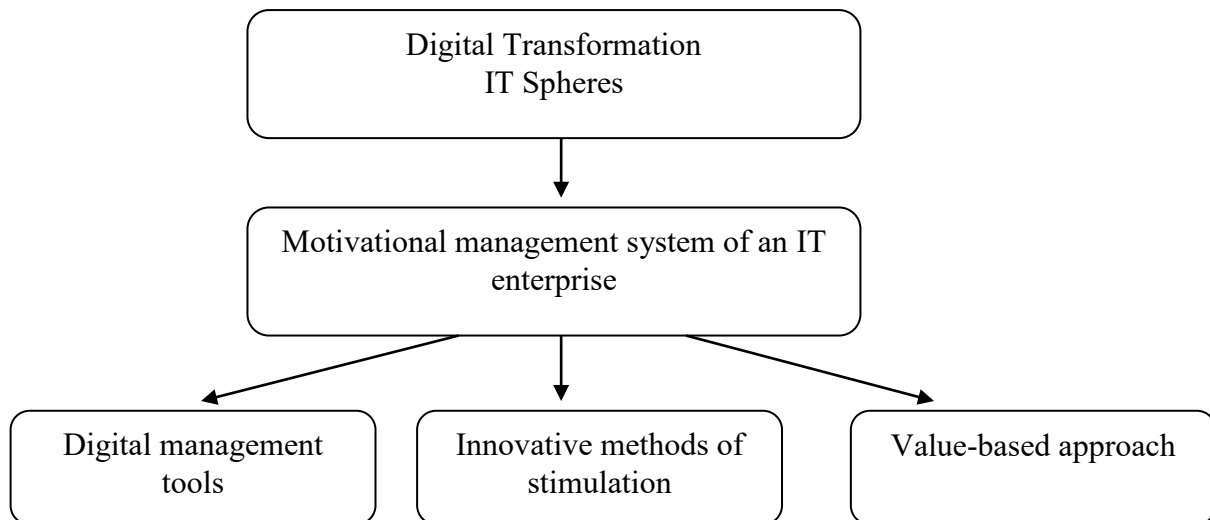 Digital Transformation
IT Spheres
Motivational management system of an IT
enterprise
Digital management
tools
Innovative methods of
stimulation
Value-based approach